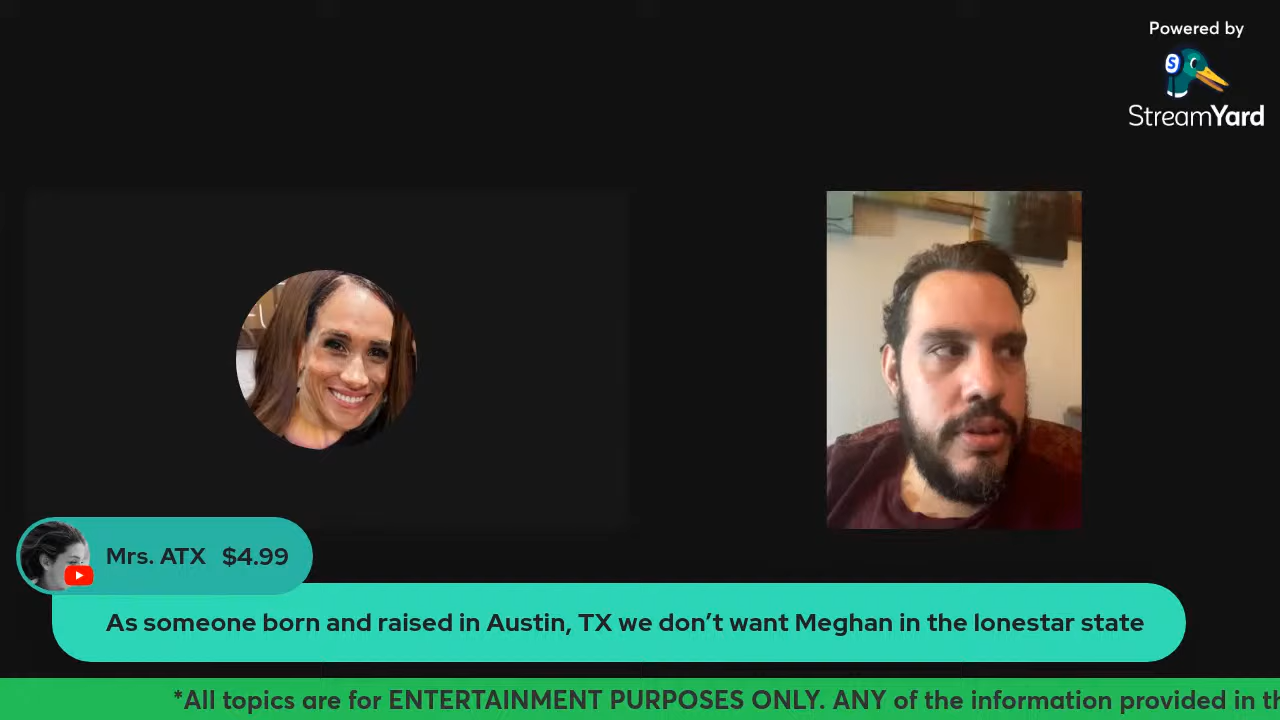 Powered by
StreamYard
Mrs. ATX $4.99
As someone born and raised in Austin, TX we don’t want Meghan in the lonestar state
*All topics are for ENTERTAINMENT PURPOSES ONLY. ANY of the information provided in th